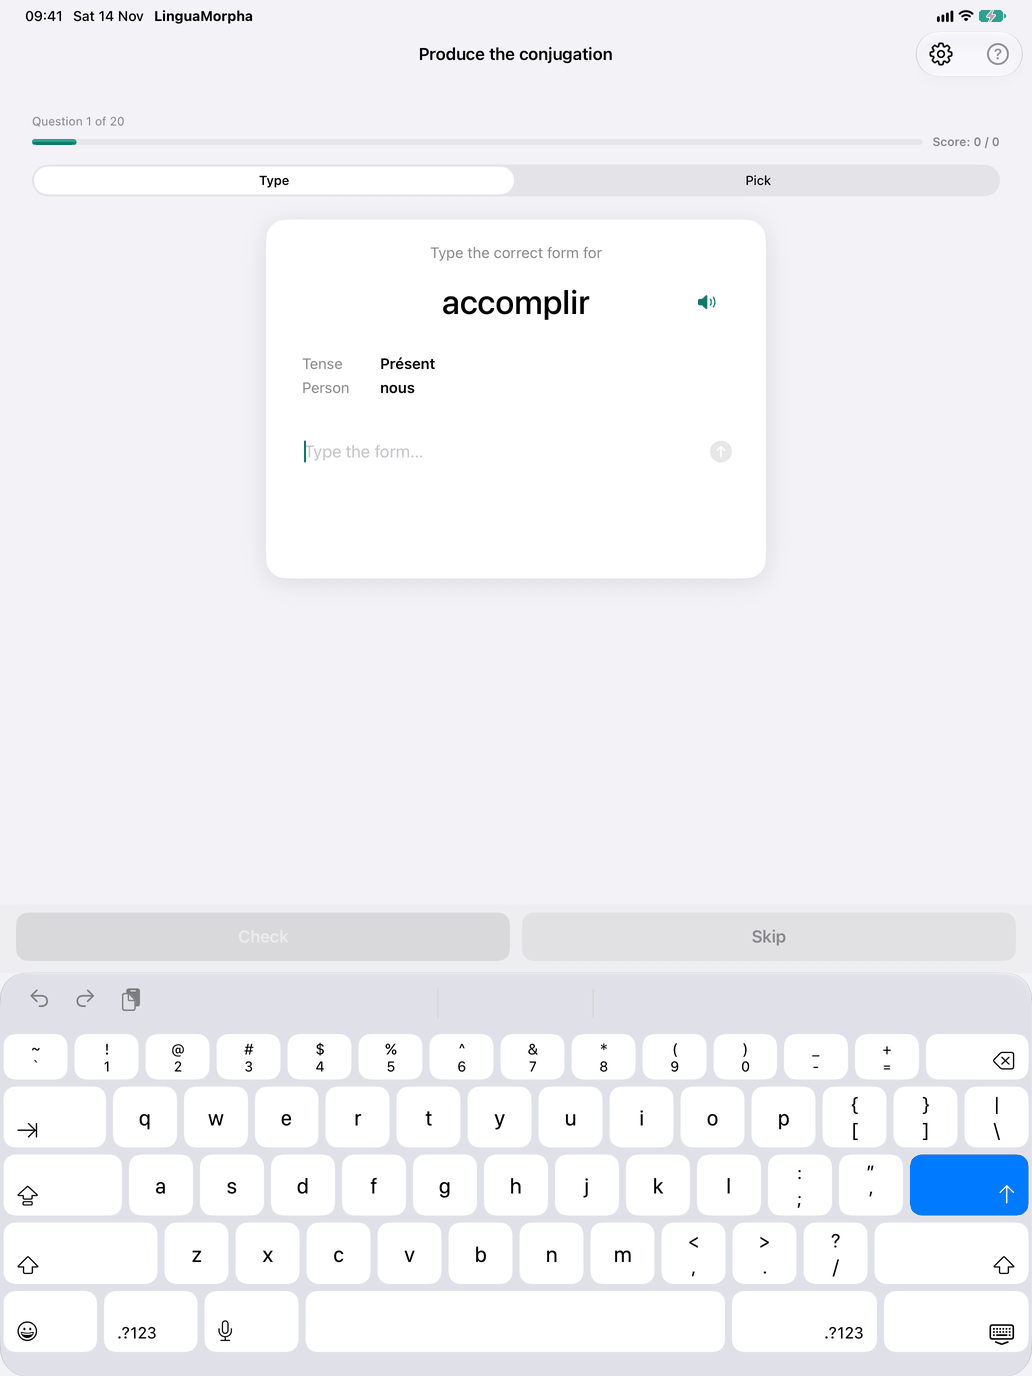 09:41 Sat 14 Nov LinguaMorpha
Produce the conjugation
?
Question 1 of 20
Score: 0 / 0
Type Pick
Type the correct form for
accomplir
Tense Présent
Person nous
Type the form...
Check Skip
~ ! @ # $ % ^ & * ( ) _ +
` 1 2 3 4 5 6 7 8 9 0 - =
q w e r t y u i o p { } |
[ ] \
a s d f g h j k l : "
; '
z x c v b n m < > ?
, . /
.?123 .?123